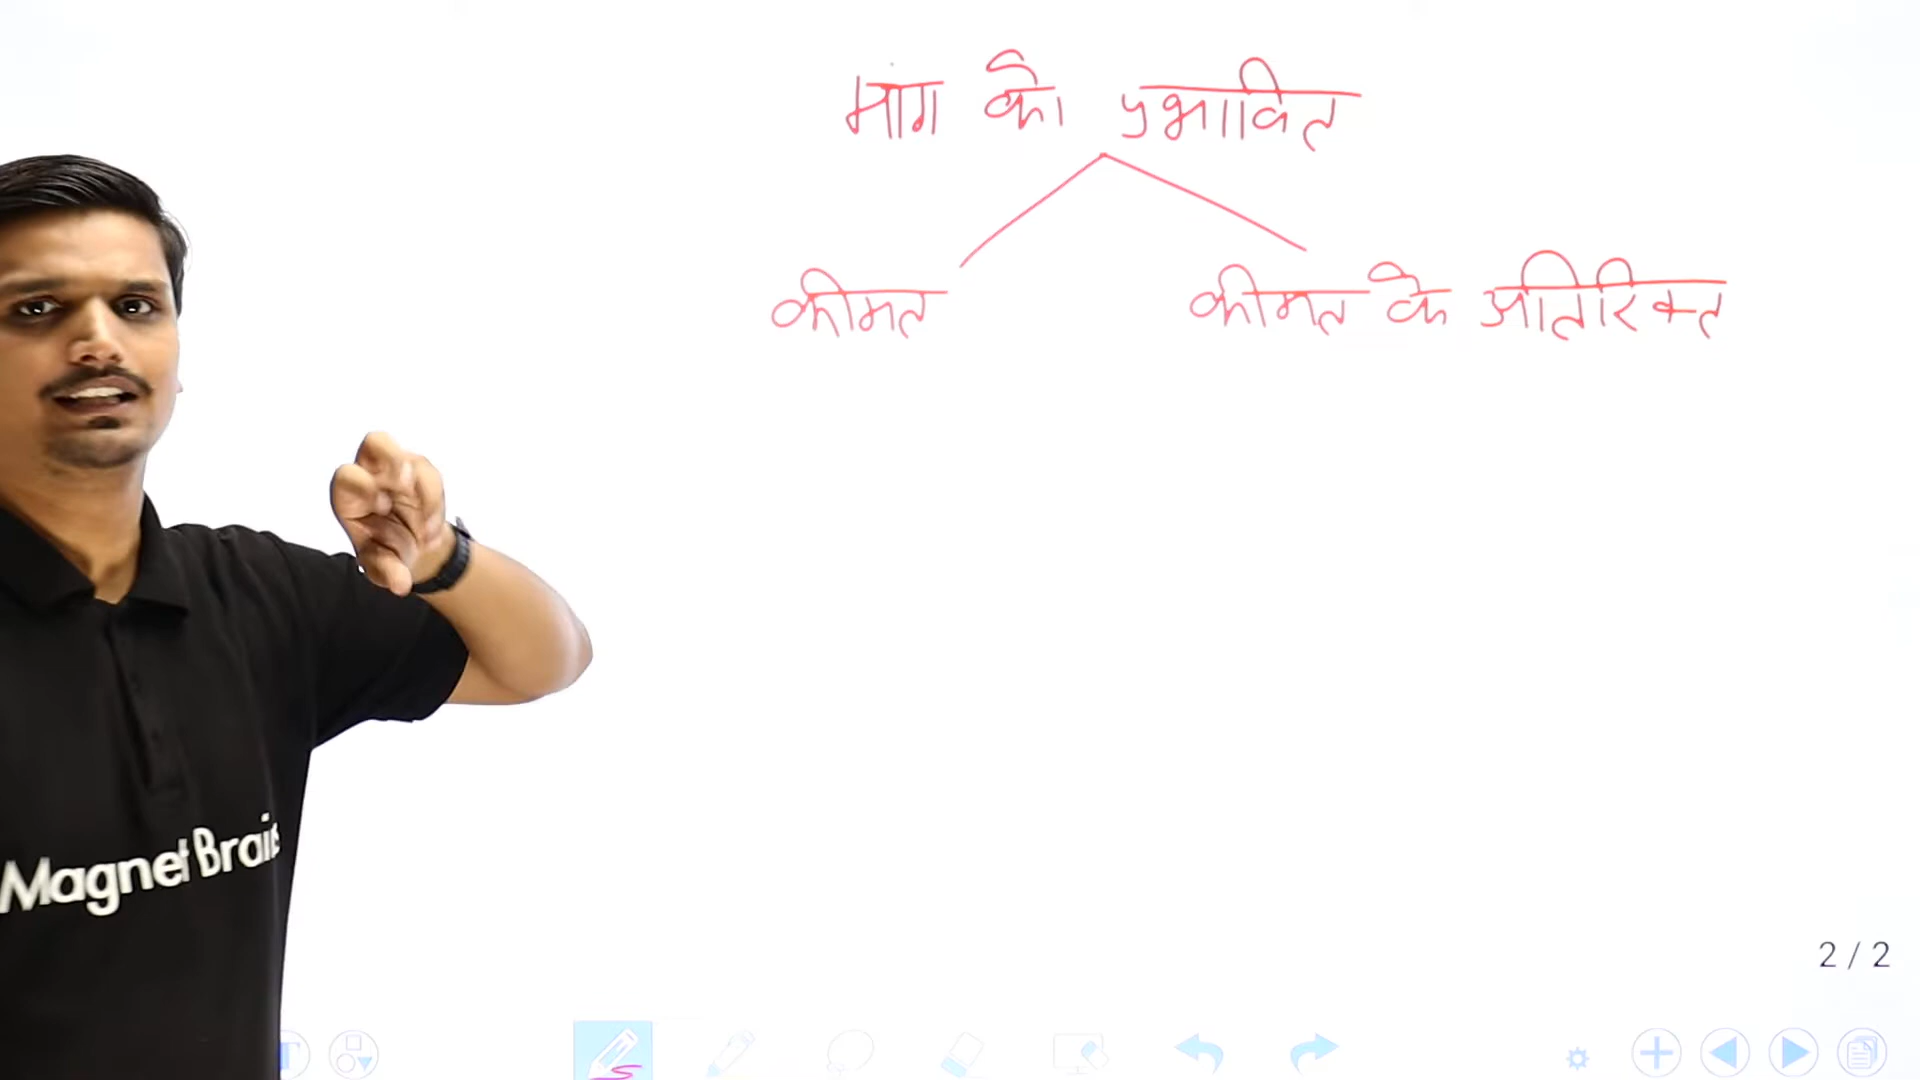 मांग को प्रभावित
कीमत
कीमत के अतिरिक्त
Magnet Brains
2 / 2